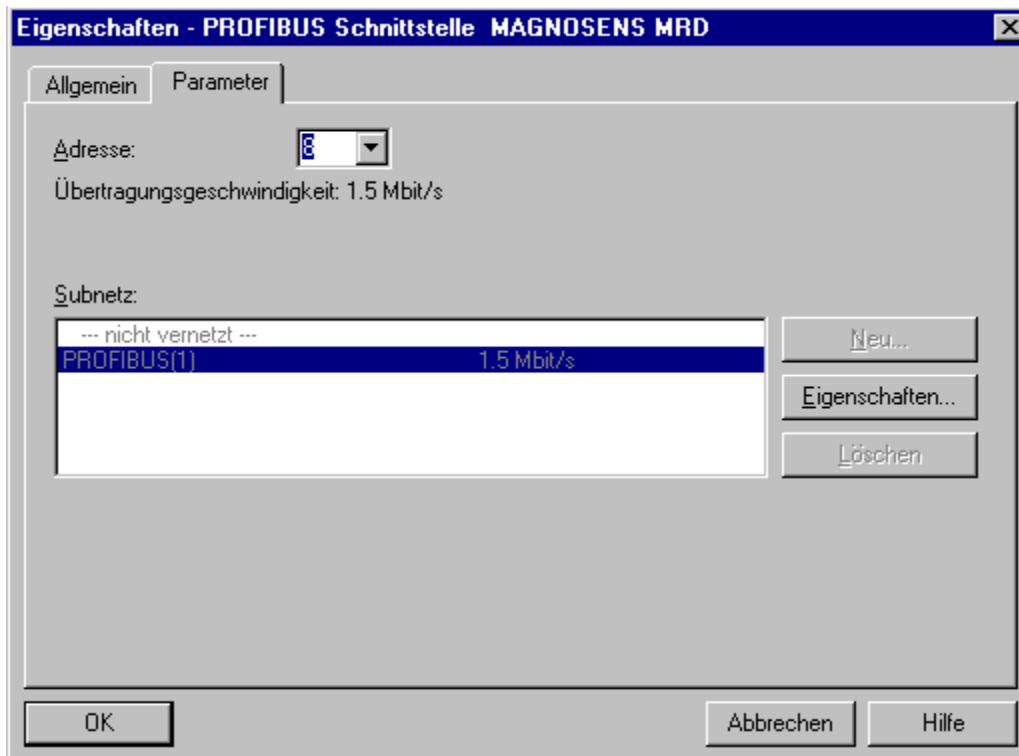 Eigenschaften - PROFIBUS Schnittstelle MAGNOSENS MRD
Allgemein
Parameter
Adresse: 8
Übertragungsgeschwindigkeit: 1.5 Mbit/s
Subnetz:
--- nicht vernetzt ---
PROFIBUS(1) 1.5 Mbit/s
Neu...
Eigenschaften...
Löschen
OK
Abbrechen
Hilfe